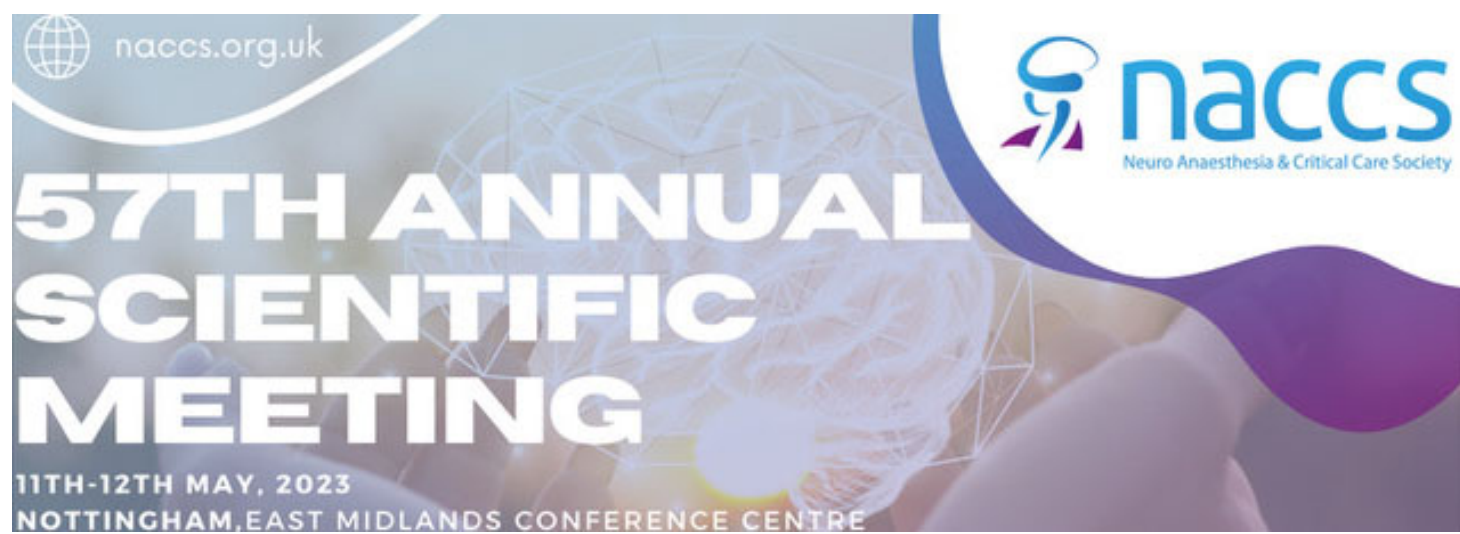 naccs.org.uk
naccs
Neuro Anaesthesia & Critical Care Society
57TH ANNUAL
SCIENTIFIC
MEETING
11TH-12TH MAY, 2023
NOTTINGHAM,EAST MIDLANDS CONFERENCE CENTRE